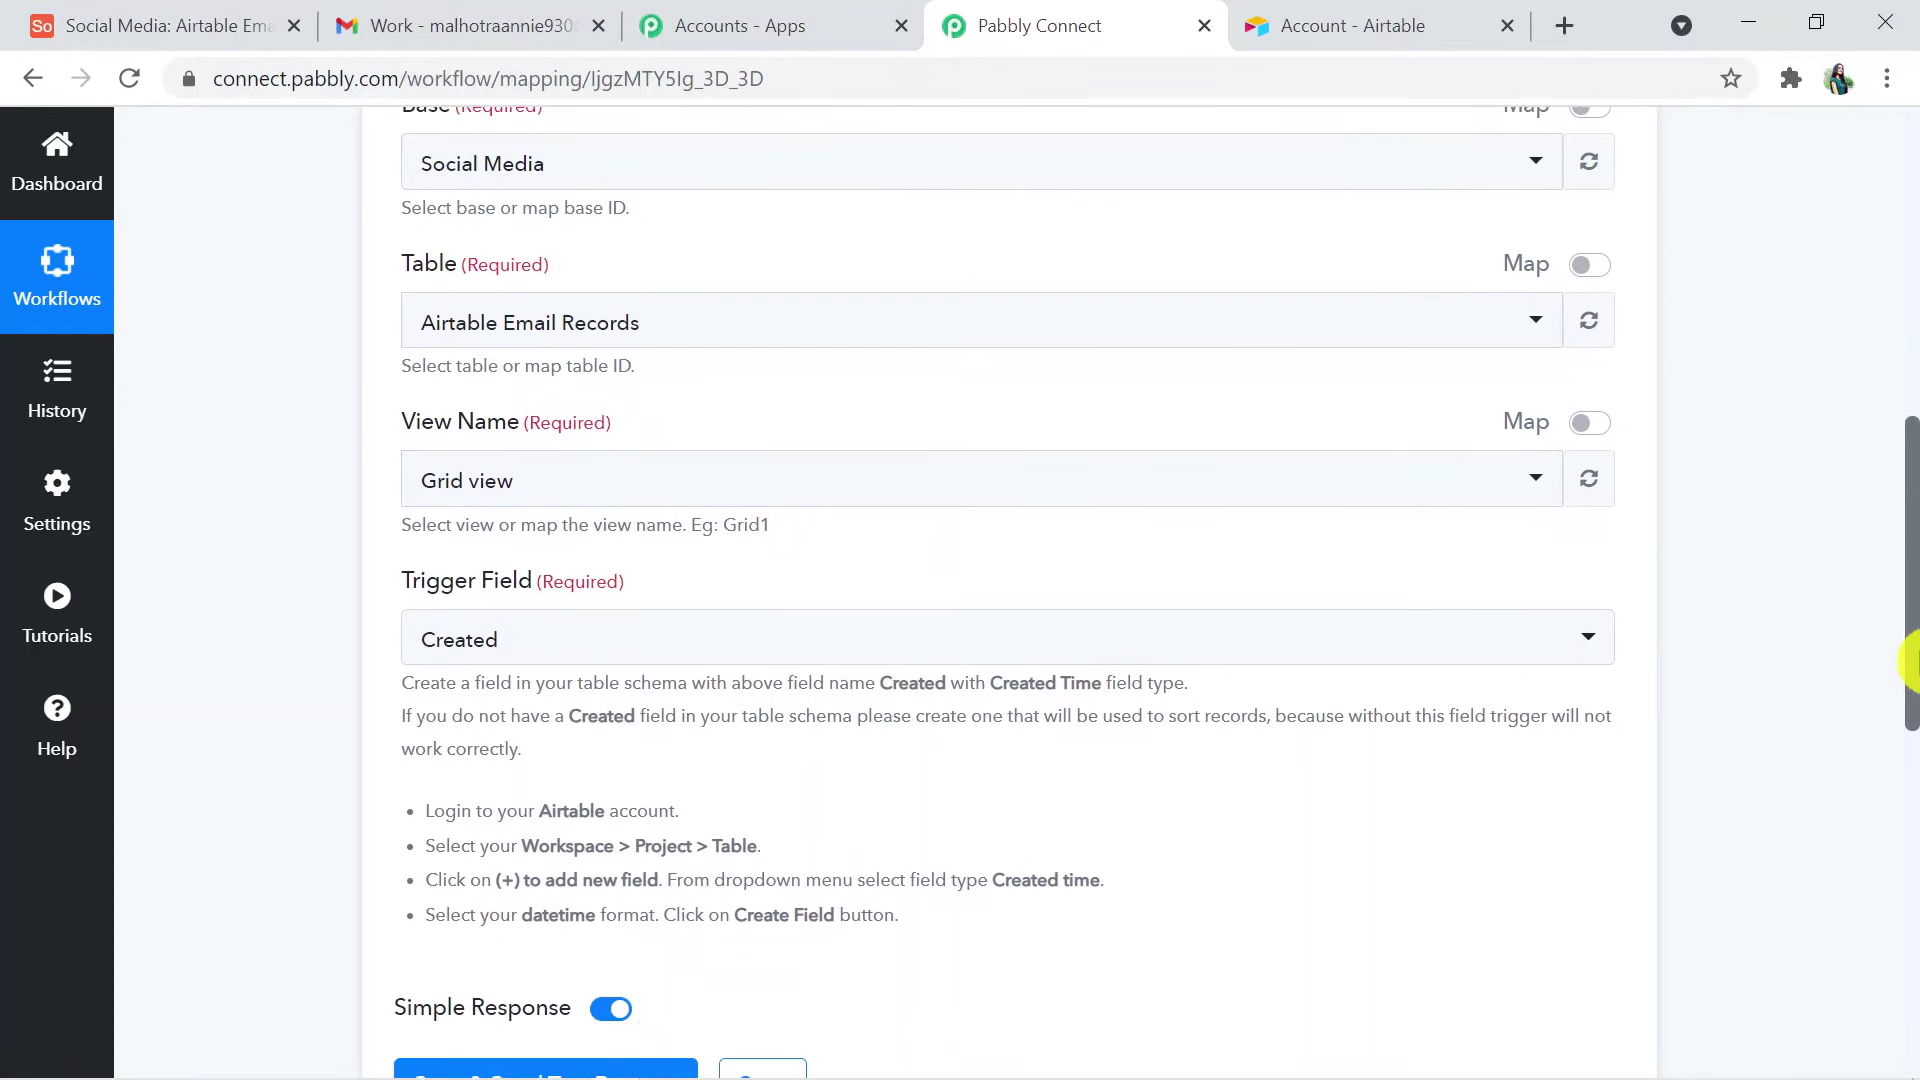 So Social Media: Airtable Ema
Work - malhotraannie930
Accounts - Apps
Pabbly Connect
Account - Airtable
connect.pabbly.com/workflow/mapping/IjgzMTY5Ig_3D_3D
Dashboard
Workflows
History
Settings
Tutorials
Help
Base (Required)
Map
Social Media
Select base or map base ID.
Table (Required)
Map
Airtable Email Records
Select table or map table ID.
View Name (Required)
Map
Grid view
Select view or map the view name. Eg: Grid1
Trigger Field (Required)
Created
Create a field in your table schema with above field name Created with Created Time field type.
If you do not have a Created field in your table schema please create one that will be used to sort records, because without this field trigger will not
work correctly.
• Login to your Airtable account.
• Select your Workspace > Project > Table.
• Click on (+) to add new field. From dropdown menu select field type Created time.
• Select your datetime format. Click on Create Field button.
Simple Response